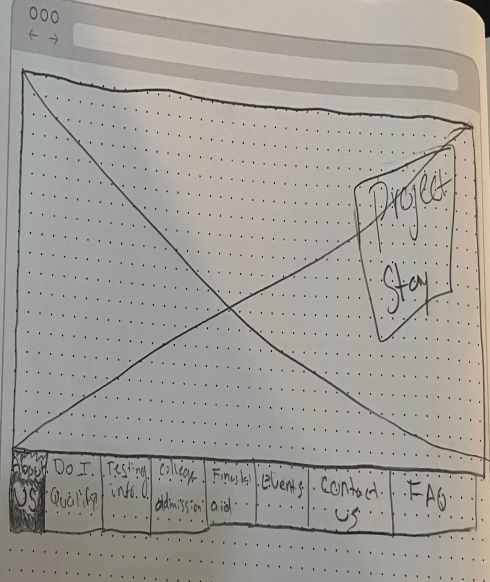 Project
Stay
About
US
Do I
Qualify
Testing
info.
College
admission
Financial
aid
Events
Contact
us
FAQ